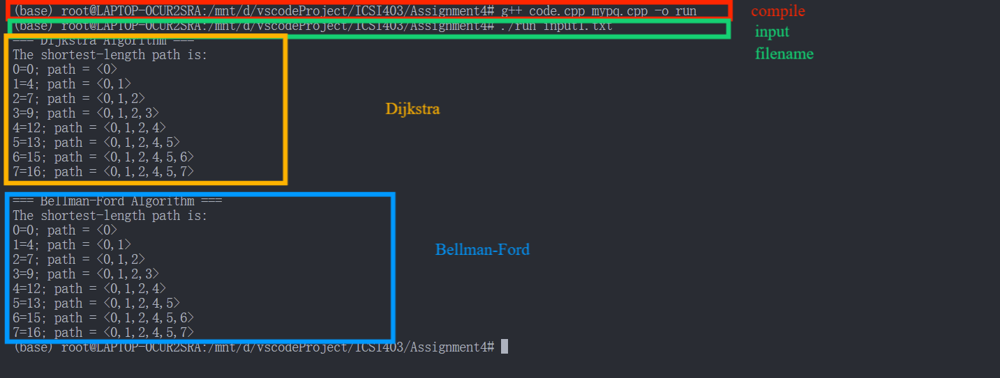 (base) root@LAPTOP-OCUR2SRA:/mnt/d/vscodeProject/ICSI403/Assignment4# g++ code.cpp mypq.cpp -o run
compile
(base) root@LAPTOP-OCUR2SRA:/mnt/d/vscodeProject/ICSI403/Assignment4# ./run input1.txt
input
filename
=== Dijkstra Algorithm ===
The shortest-length path is:
0=0; path = <0>
1=4; path = <0,1>
2=7; path = <0,1,2>
3=9; path = <0,1,2,3>
4=12; path = <0,1,2,4>
5=13; path = <0,1,2,4,5>
6=15; path = <0,1,2,4,5,6>
7=16; path = <0,1,2,4,5,7>
Dijkstra
=== Bellman-Ford Algorithm ===
The shortest-length path is:
0=0; path = <0>
1=4; path = <0,1>
2=7; path = <0,1,2>
3=9; path = <0,1,2,3>
4=12; path = <0,1,2,4>
5=13; path = <0,1,2,4,5>
6=15; path = <0,1,2,4,5,6>
7=16; path = <0,1,2,4,5,7>
Bellman-Ford
(base) root@LAPTOP-OCUR2SRA:/mnt/d/vscodeProject/ICSI403/Assignment4#